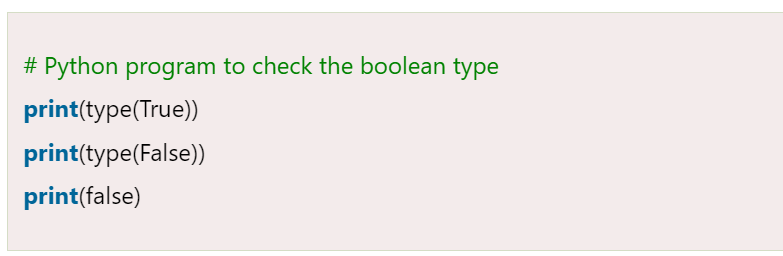 # Python program to check the boolean type
print(type(True))
print(type(False))
print(false)